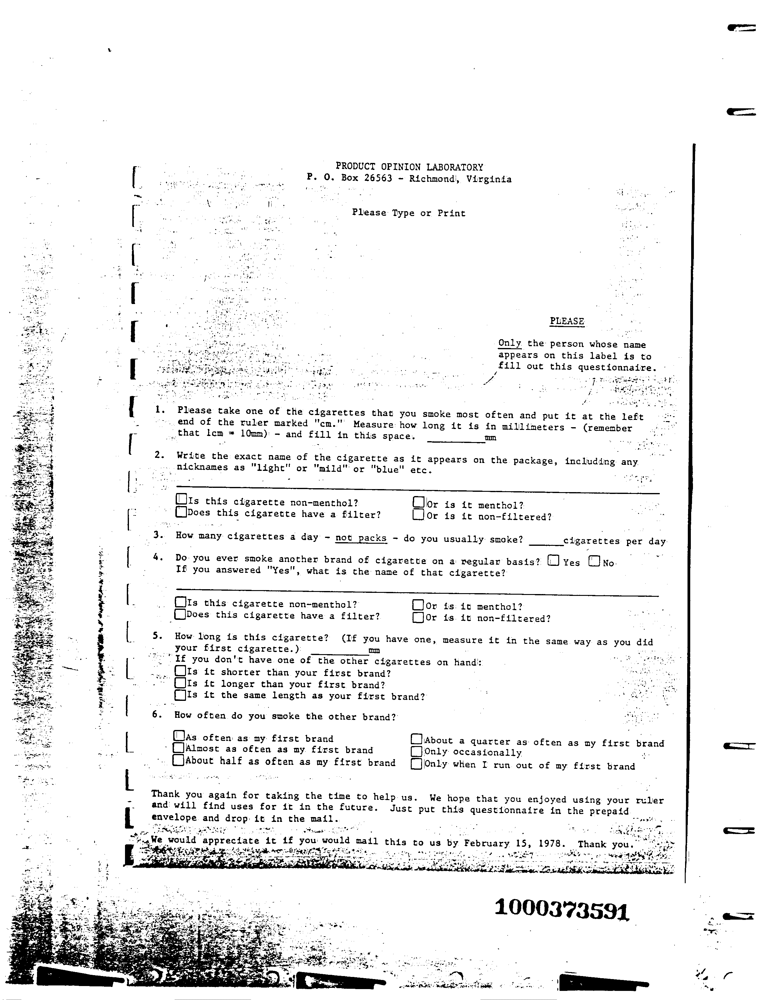 PRODUCT OPINION LABORATORY
P. O. Box 26563 - Richmond, Virginia
Please Type or Print
PLEASE
Only the person whose name
appears on this label is to
fill out this questionnaire.
1. Please take one of the cigarettes that you smoke most often and put it at the left
end of the ruler marked "cm." Measure how long it is in millimeters - (remember
that 1cm = 10mm) - and fill in this space. ________mm
2. Write the exact name of the cigarette as it appears on the package, including any
nicknames as "light" or "mild" or "blue" etc.
☐Is this cigarette non-menthol? ☐Or is it menthol?
☐Does this cigarette have a filter? ☐Or is it non-filtered?
3. How many cigarettes a day - not packs - do you usually smoke? _____cigarettes per day
4. Do you ever smoke another brand of cigarette on a regular basis? ☐ Yes ☐ No
If you answered "Yes", what is the name of that cigarette?
☐Is this cigarette non-menthol? ☐Or is it menthol?
☐Does this cigarette have a filter? ☐Or is it non-filtered?
5. How long is this cigarette? (If you have one, measure it in the same way as you did
your first cigarette.) ________mm
If you don't have one of the other cigarettes on hand:
☐Is it shorter than your first brand?
☐Is it longer than your first brand?
☐Is it the same length as your first brand?
6. How often do you smoke the other brand?
☐As often as my first brand ☐About a quarter as often as my first brand
☐Almost as often as my first brand ☐Only occasionally
☐About half as often as my first brand ☐Only when I run out of my first brand
Thank you again for taking the time to help us. We hope that you enjoyed using your ruler
and will find uses for it in the future. Just put this questionnaire in the prepaid
envelope and drop it in the mail.
We would appreciate it if you would mail this to us by February 15, 1978. Thank you.
1000373591